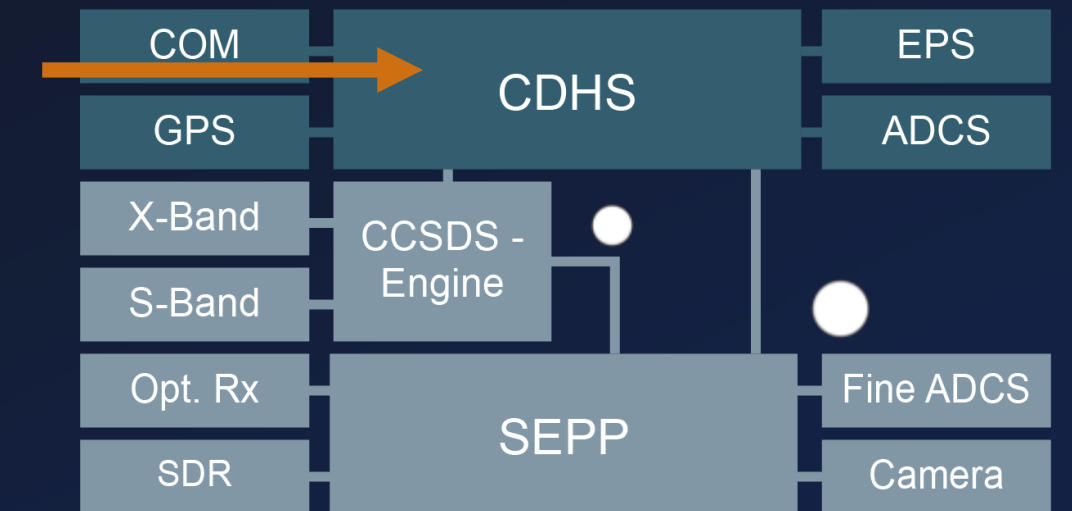 COM
CDHS
EPS
GPS
ADCS
X-Band
CCSDS -
Engine
S-Band
Opt. Rx
SEPP
Fine ADCS
SDR
Camera